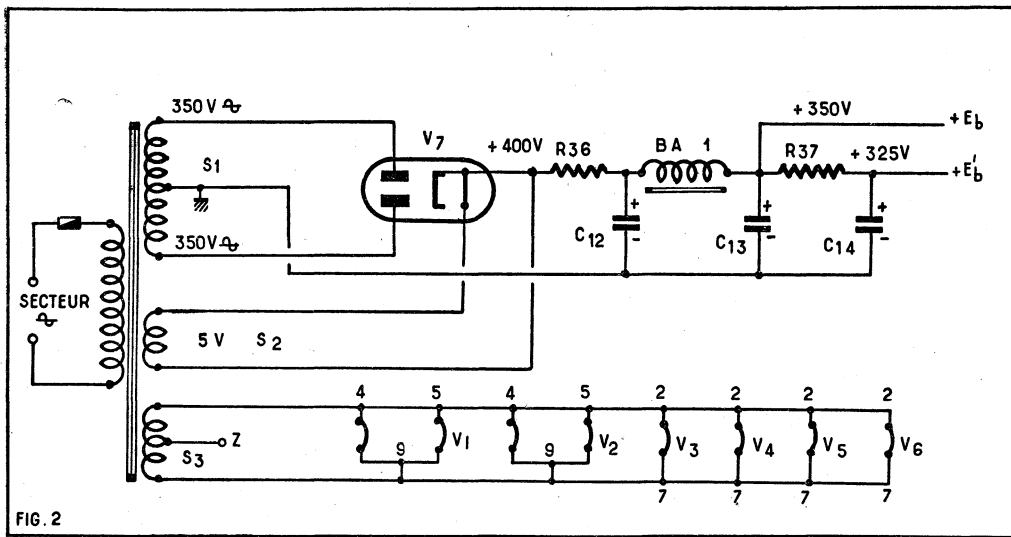 350V
V7
+400V
R36
BA 1
+350V
+Eb
R37
+325V
+E'b
S1
350V
+
-
C12
+
-
C13
+
-
C14
SECTEUR
5V S2
4 5 4 5 2 2 2 2
Z
S3
9 V1 9 V2 V3 V4 V5 V6
7 7 7 7
FIG. 2